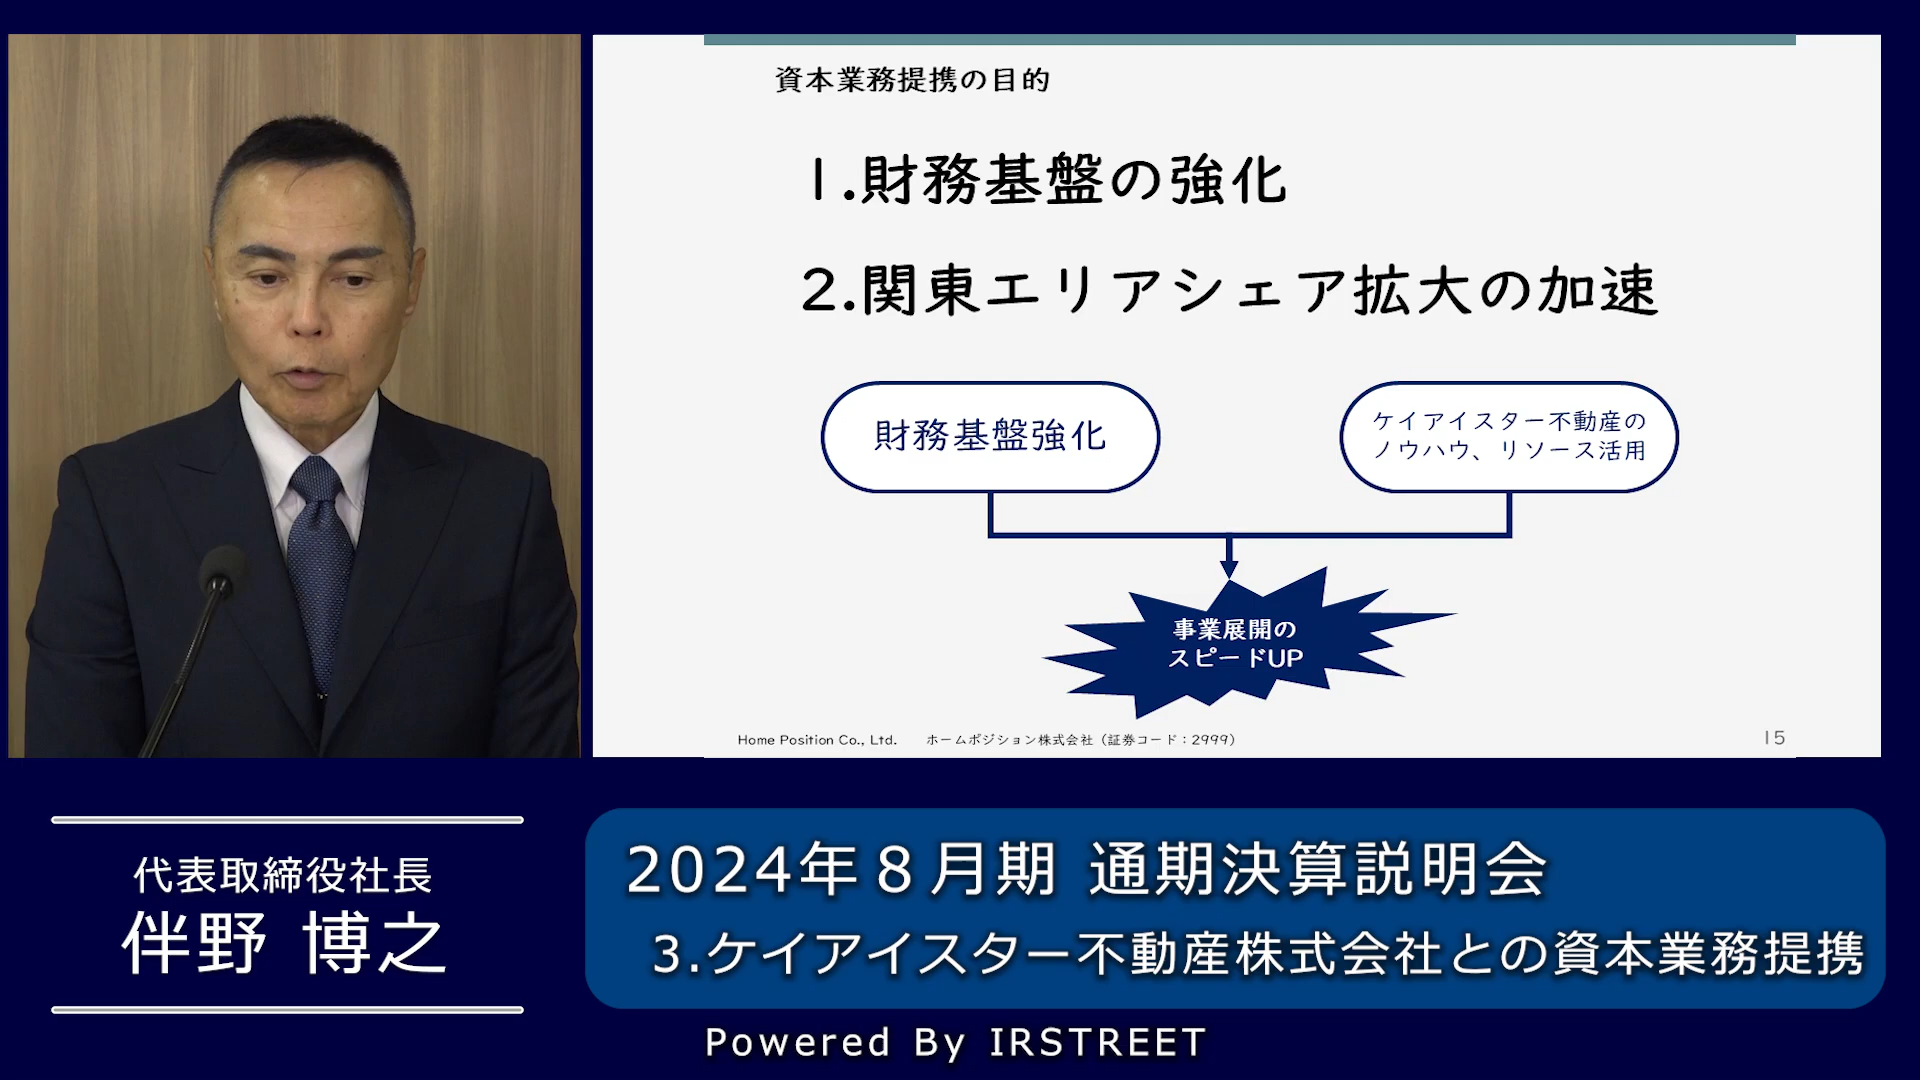 資本業務提携の目的
1.財務基盤の強化
2.関東エリアシェア拡大の加速
財務基盤強化
ケイアイスター不動産の
ノウハウ、リソース活用
事業展開の
スピードUP
Home Position Co., Ltd. ホームポジション株式会社（証券コード：2999）
15
代表取締役社長
伴野 博之
2024年８月期 通期決算説明会
3.ケイアイスター不動産株式会社との資本業務提携
Powered By IRSTREET